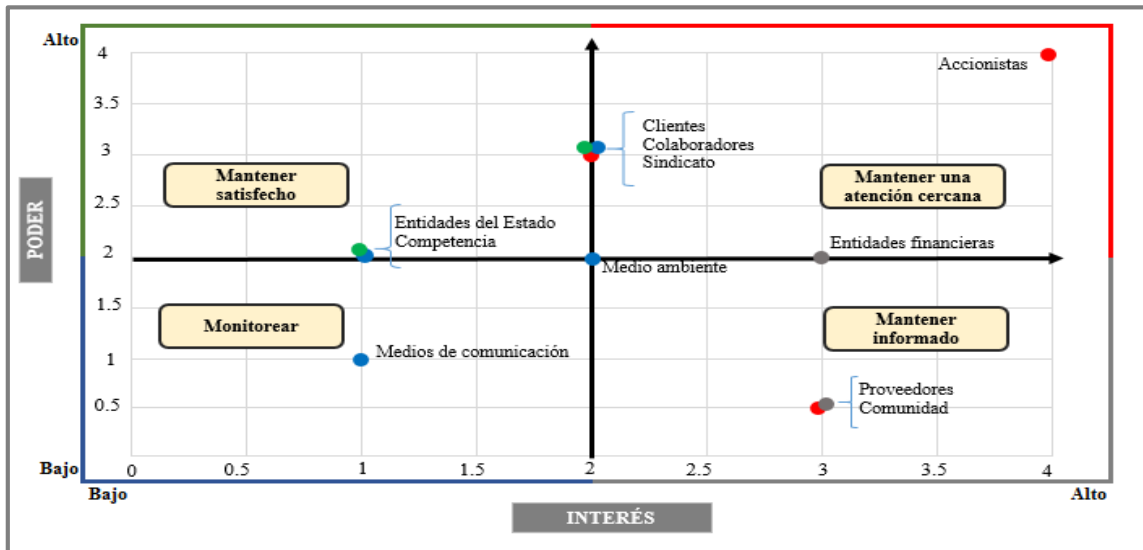 Alto
4
Accionistas
3.5
Clientes
Colaboradores
Sindicato
3
Mantener
satisfecho
Mantener una
atención cercana
2.5
PODER
Entidades del Estado
Competencia
Entidades financieras
2
Medio ambiente
1.5
Monitorear
Mantener
informado
1
Medios de comunicación
Proveedores
Comunidad
0.5
Bajo
0 0.5 1 1.5 2 2.5 3 3.5 4
Bajo
Alto
INTERÉS